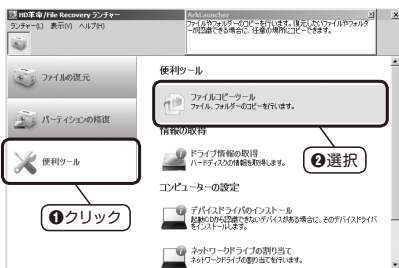 HD革命/File Recovery ランチャー
ランチャー(L) 表示(V) ヘルプ(H)
ArkLauncher
ファイルやフォルダーのコピーを行います。復元したいファイルやフォルダ
ーが認識できる場合に、任意の場所にコピーできます。
ファイルの復元
パーティションの修復
便利ツール
❶クリック
便利ツール
ファイルコピーツール
ファイル、フォルダーのコピーを行います。
❷選択
情報の取得
ドライブ情報の取得
ハードディスクの情報を取得します。
コンピューターの設定
デバイスドライバのインストール
起動CDから認識できないデバイスがある場合に、そのデバイスドライバ
をインストールします。
ネットワークドライブの割り当て
ネットワークドライブの割り当てを行います。